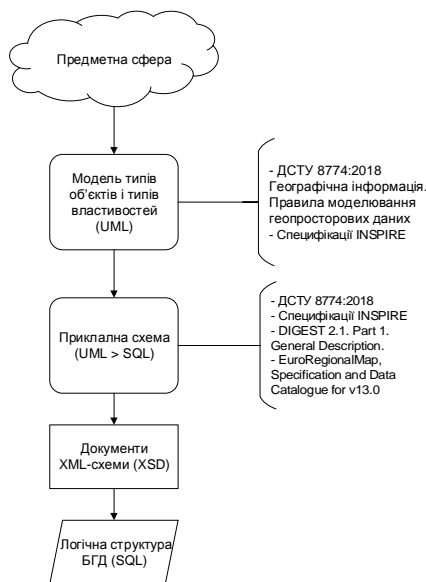 Предметна сфера
Модель типів
об'єктів і типів
властивостей
(UML)
- ДСТУ 8774:2018
Географічна інформація.
Правила моделювання
геопросторових даних
- Специфікації INSPIRE
Приклална схема
(UML > SQL)
- ДСТУ 8774:2018
- Специфікації INSPIRE
- DIGEST 2.1. Part 1.
General Description.
- EuroRegionalMap,
Specification and Data
Catalogue for v13.0
Документи
XML-схеми (XSD)
Логічна структура
БГД (SQL)